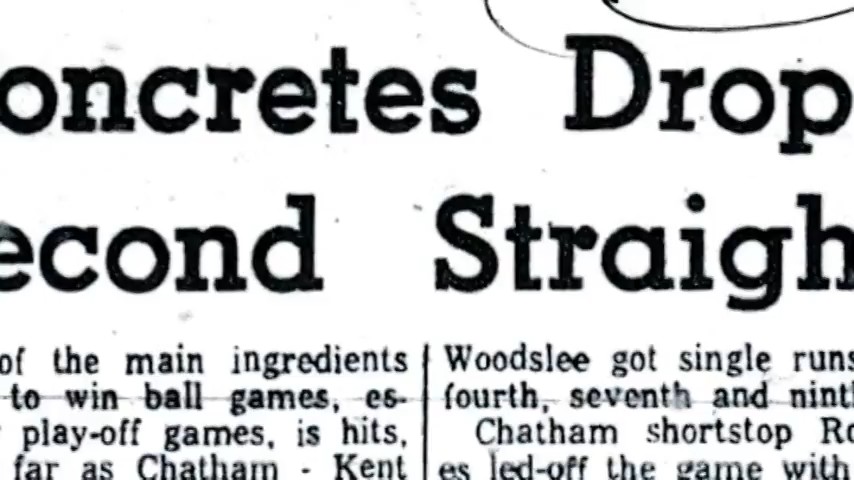 oncretes Drop
econd Straigh
of the main ingredients
to win ball games, es-
play-off games, is hits,
far as Chatham - Kent
Woodslee got single runs
fourth, seventh and nint
Chatham shortstop Ro
es led-off the game with